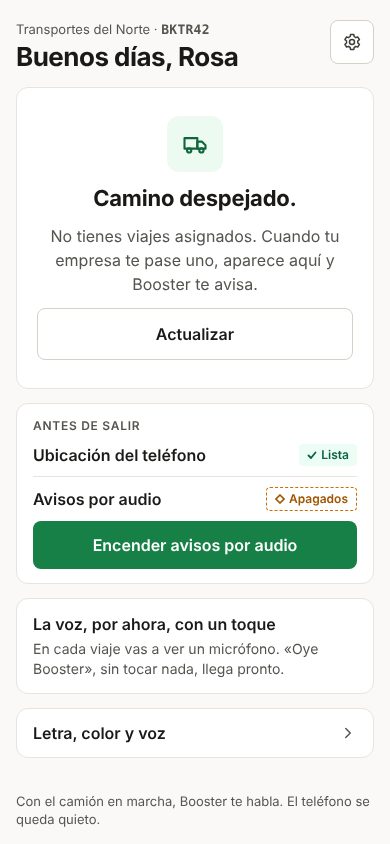 Transportes del Norte · BKTR42
Buenos días, Rosa
Camino despejado.
No tienes viajes asignados. Cuando tu
empresa te pase uno, aparece aquí y
Booster te avisa.
Actualizar
ANTES DE SALIR
Ubicación del teléfono
Lista
Avisos por audio
Apagados
Encender avisos por audio
La voz, por ahora, con un toque
En cada viaje vas a ver un micrófono. «Oye
Booster», sin tocar nada, llega pronto.
Letra, color y voz
Con el camión en marcha, Booster te habla. El teléfono se
queda quieto.